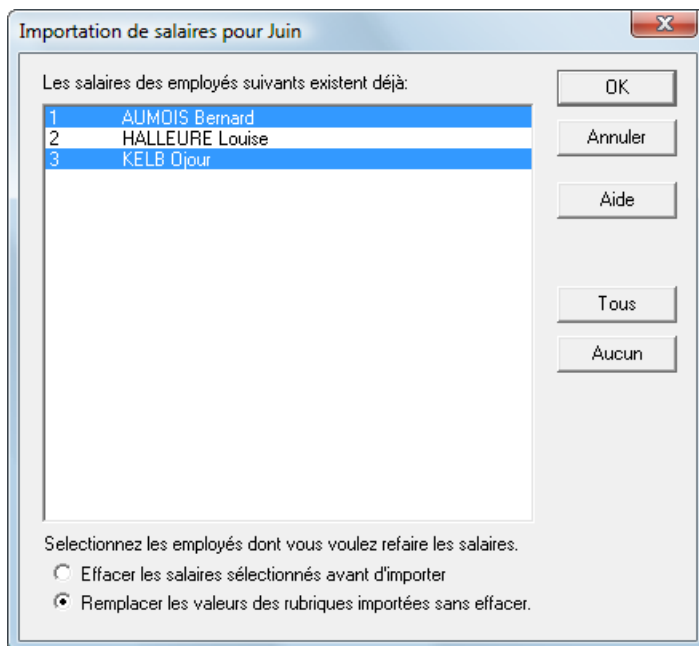 Importation de salaires pour Juin
Les salaires des employés suivants existent déjà:
1 AUMOIS Bernard
2 HALLEURE Louise
3 KELB Ojour
OK
Annuler
Aide
Tous
Aucun
Selectionnez les employés dont vous voulez refaire les salaires.
Effacer les salaires sélectionnés avant d'importer
Remplacer les valeurs des rubriques importées sans effacer.